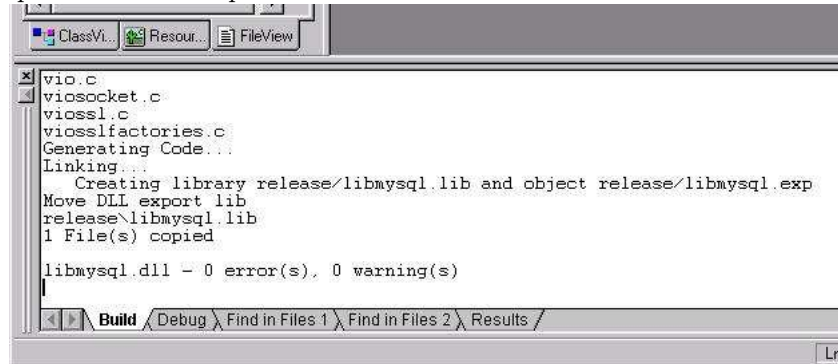 ClassVi... Resour... FileView
vio.c
viosocket.c
viossl.c
viosslfactories.c
Generating Code...
Linking...
Creating library release/libmysql.lib and object release/libmysql.exp
Move DLL export lib
release\libmysql.lib
1 File(s) copied
libmysql.dll - 0 error(s), 0 warning(s)
Build Debug Find in Files 1 Find in Files 2 Results